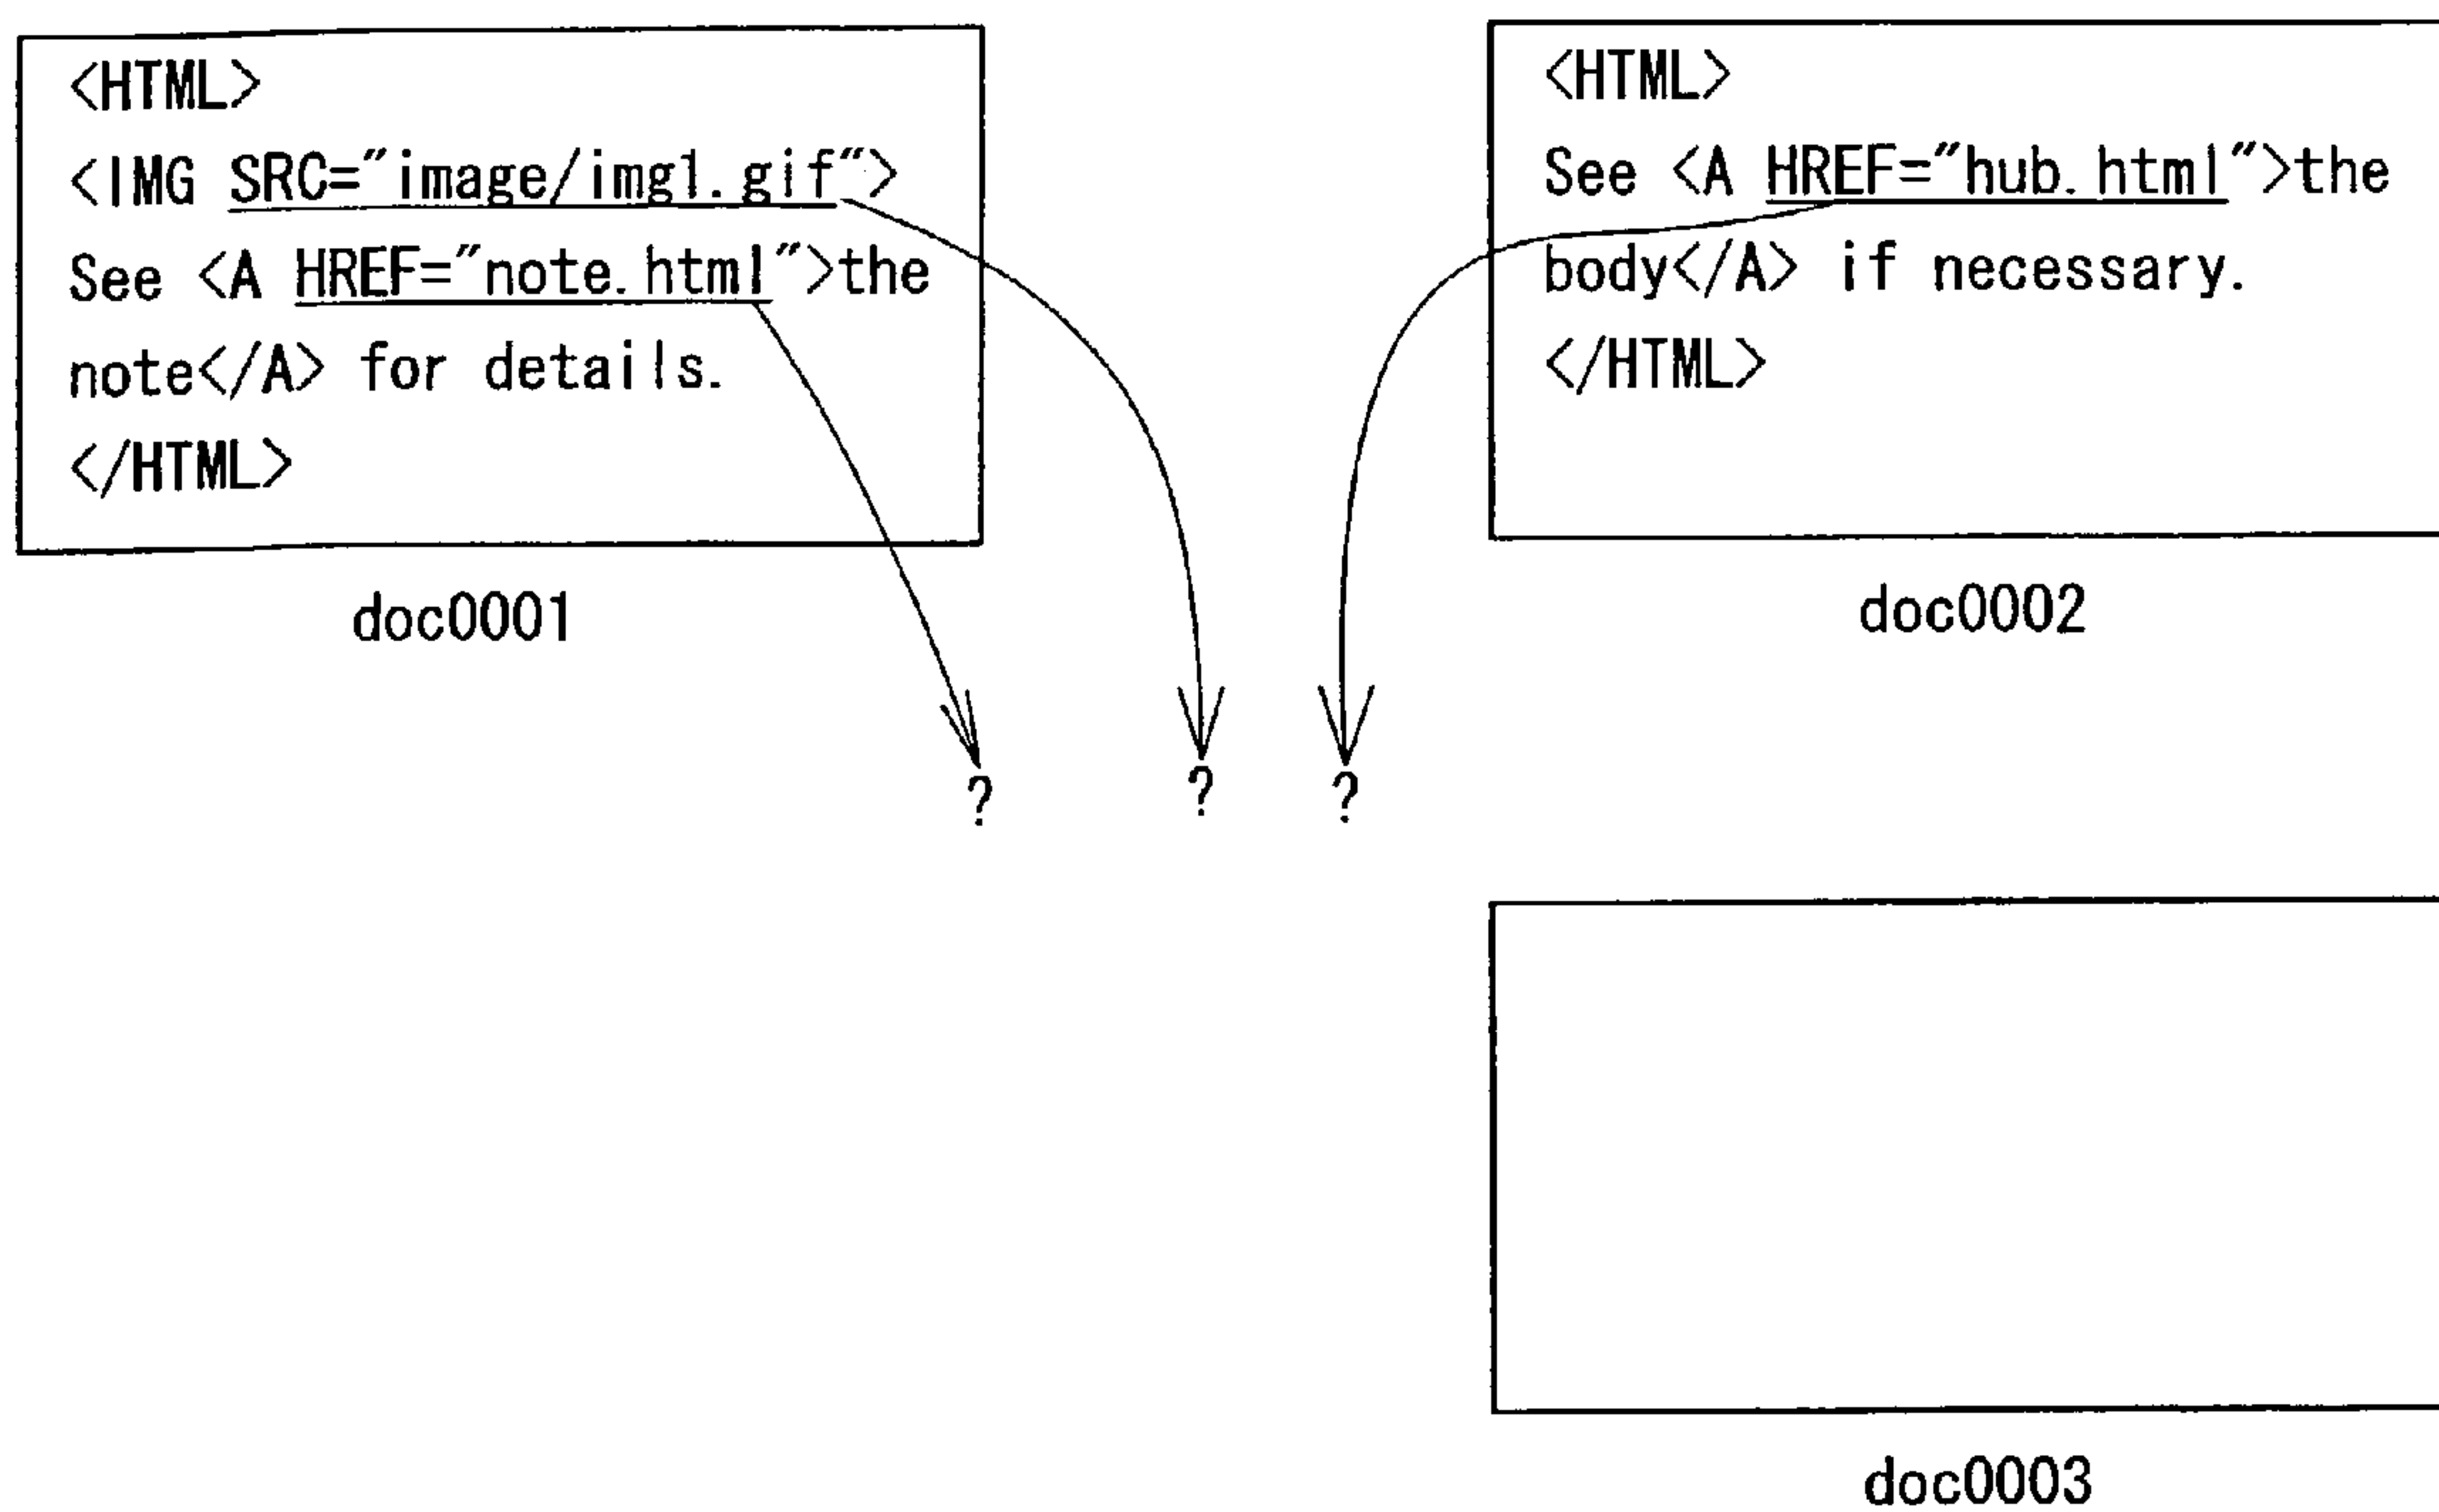 <HTML>
<IMG SRC="image/img1.gif">
See <A HREF="note.html">the
note</A> for details.
</HTML>
doc0001
<HTML>
See <A HREF="hub.html">the
body</A> if necessary.
</HTML>
doc0002
? ? ?
doc0003